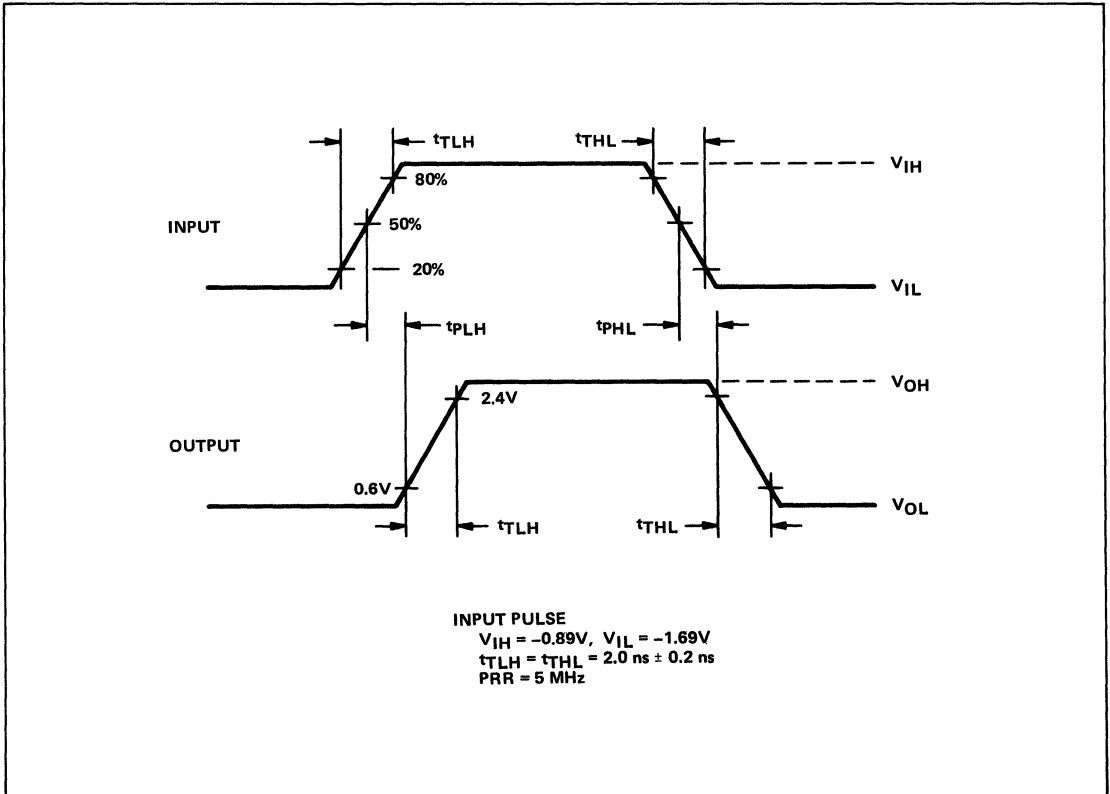 tTLH
tTHL
VIH
80%
INPUT
50%
20%
VIL
tPLH
tPHL
VOH
2.4V
OUTPUT
0.6V
VOL
tTLH
tTHL
INPUT PULSE
VIH = –0.89V, VIL = –1.69V
tTLH = tTHL = 2.0 ns ± 0.2 ns
PRR = 5 MHz